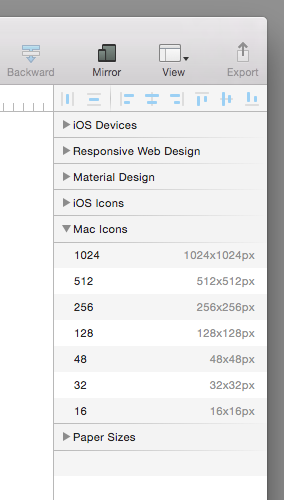 Backward Mirror View Export
iOS Devices
Responsive Web Design
Material Design
iOS Icons
Mac Icons
1024 1024x1024px
512 512x512px
256 256x256px
128 128x128px
48 48x48px
32 32x32px
16 16x16px
Paper Sizes